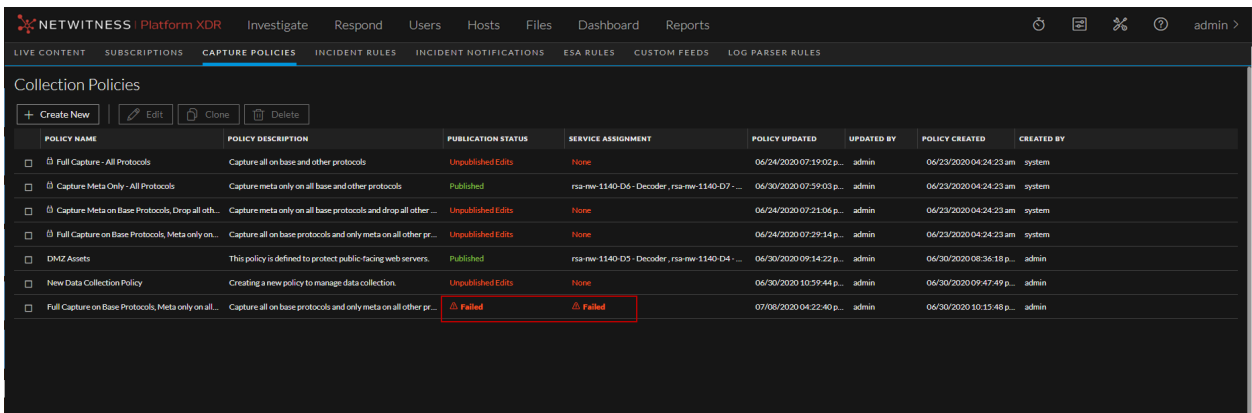 NETWITNESS Platform XDR Investigate Respond Users Hosts Files Dashboard Reports admin >
LIVE CONTENT SUBSCRIPTIONS CAPTURE POLICIES INCIDENT RULES INCIDENT NOTIFICATIONS ESA RULES CUSTOM FEEDS LOG PARSER RULES
Collection Policies
+ Create New Edit Clone Delete
POLICY NAME POLICY DESCRIPTION PUBLICATION STATUS SERVICE ASSIGNMENT POLICY UPDATED UPDATED BY POLICY CREATED CREATED BY
Full Capture - All Protocols Capture all on base and other protocols Unpublished Edits None 06/24/2020 07:19:02 p... admin 06/23/2020 04:24:23 am system
Capture Meta Only - All Protocols Capture meta only on all base and other protocols Published rsa-nw-1140-D6 - Decoder , rsa-nw-1140-D7 - ... 06/30/2020 07:59:03 p... admin 06/23/2020 04:24:23 am system
Capture Meta on Base Protocols, Drop all oth... Capture meta only on all base protocols and drop all other ... Unpublished Edits None 06/24/2020 07:21:06 p... admin 06/23/2020 04:24:23 am system
Full Capture on Base Protocols, Meta only on... Capture all on base protocols and only meta on all other pr... Unpublished Edits None 06/24/2020 07:29:14 p... admin 06/23/2020 04:24:23 am system
DMZ Assets This policy is defined to protect public-facing web servers. Published rsa-nw-1140-D5 - Decoder , rsa-nw-1140-D4 - ... 06/30/2020 09:14:22 p... admin 06/30/2020 08:36:18 p... admin
New Data Collection Policy Creating a new policy to manage data collection. Unpublished Edits None 06/30/2020 10:59:44 p... admin 06/30/2020 09:47:49 p... admin
Full Capture on Base Protocols, Meta only on all... Capture all on base protocols and only meta on all other pr... Failed Failed 07/08/2020 04:22:40 p... admin 06/30/2020 10:15:48 p... admin